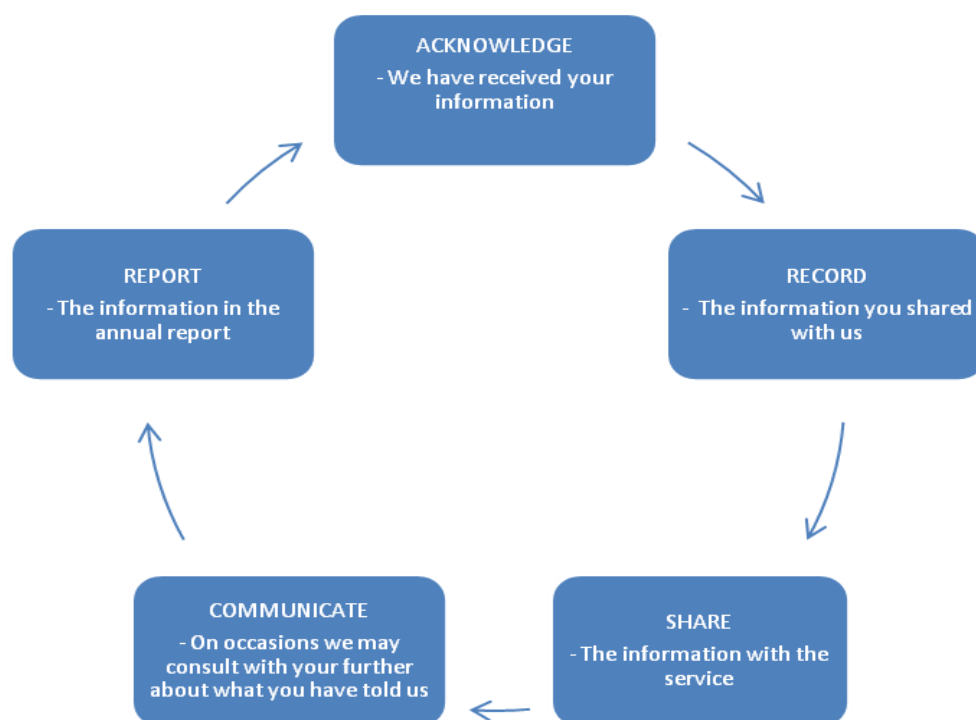 ACKNOWLEDGE
- We have received your
information
RECORD
- The information you shared
with us
SHARE
- The information with the
service
COMMUNICATE
- On occasions we may
consult with your further
about what you have told us
REPORT
- The information in the
annual report